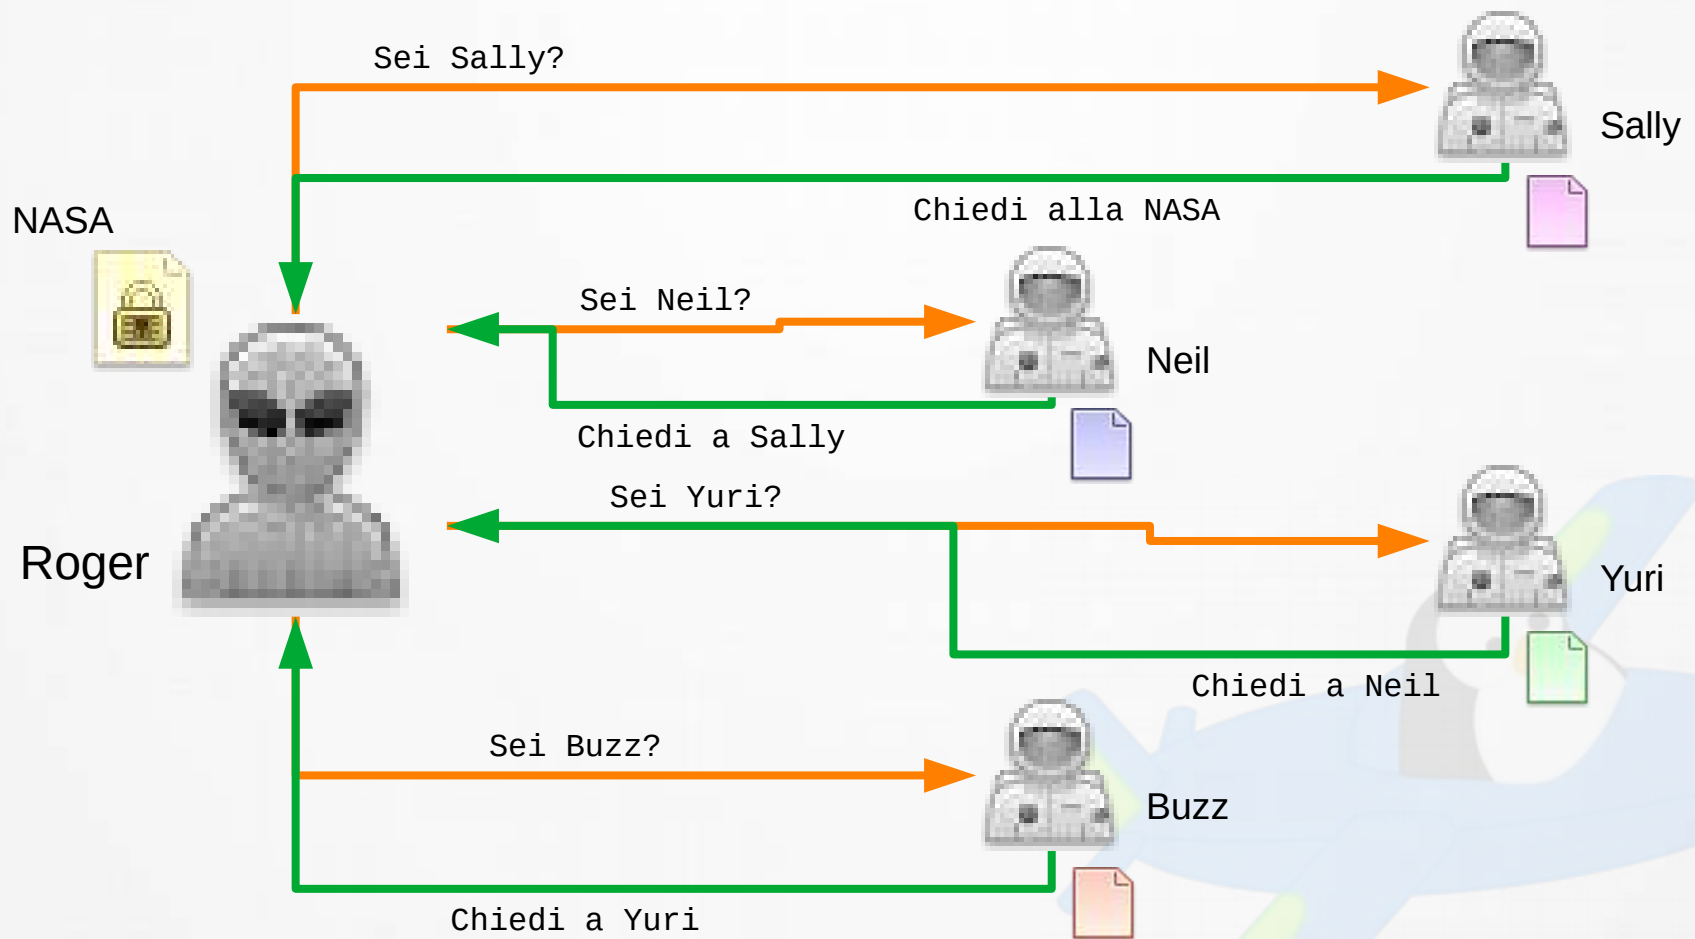 Sei Sally?
Sally
Chiedi alla NASA
NASA
Sei Neil?
Neil
Chiedi a Sally
Sei Yuri?
Roger
Yuri
Chiedi a Neil
Sei Buzz?
Buzz
Chiedi a Yuri